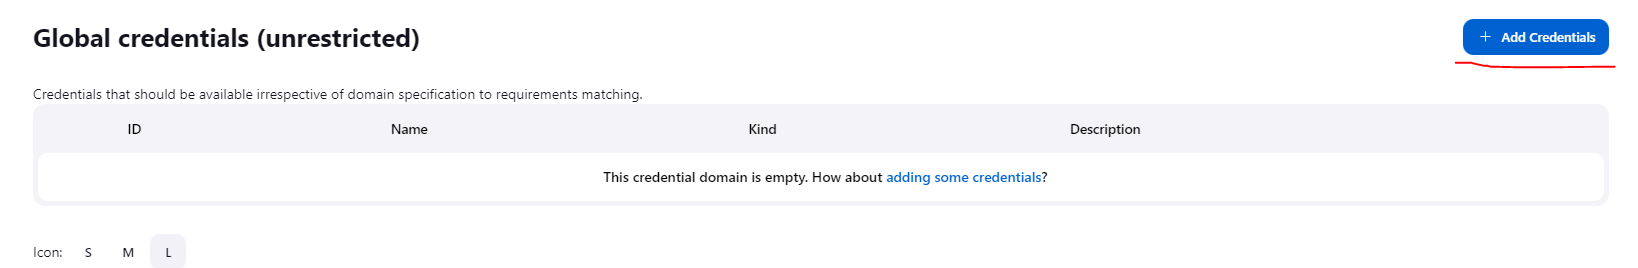 Global credentials (unrestricted)
+ Add Credentials
Credentials that should be available irrespective of domain specification to requirements matching.
ID Name Kind Description
This credential domain is empty. How about adding some credentials?
Icon: S M L